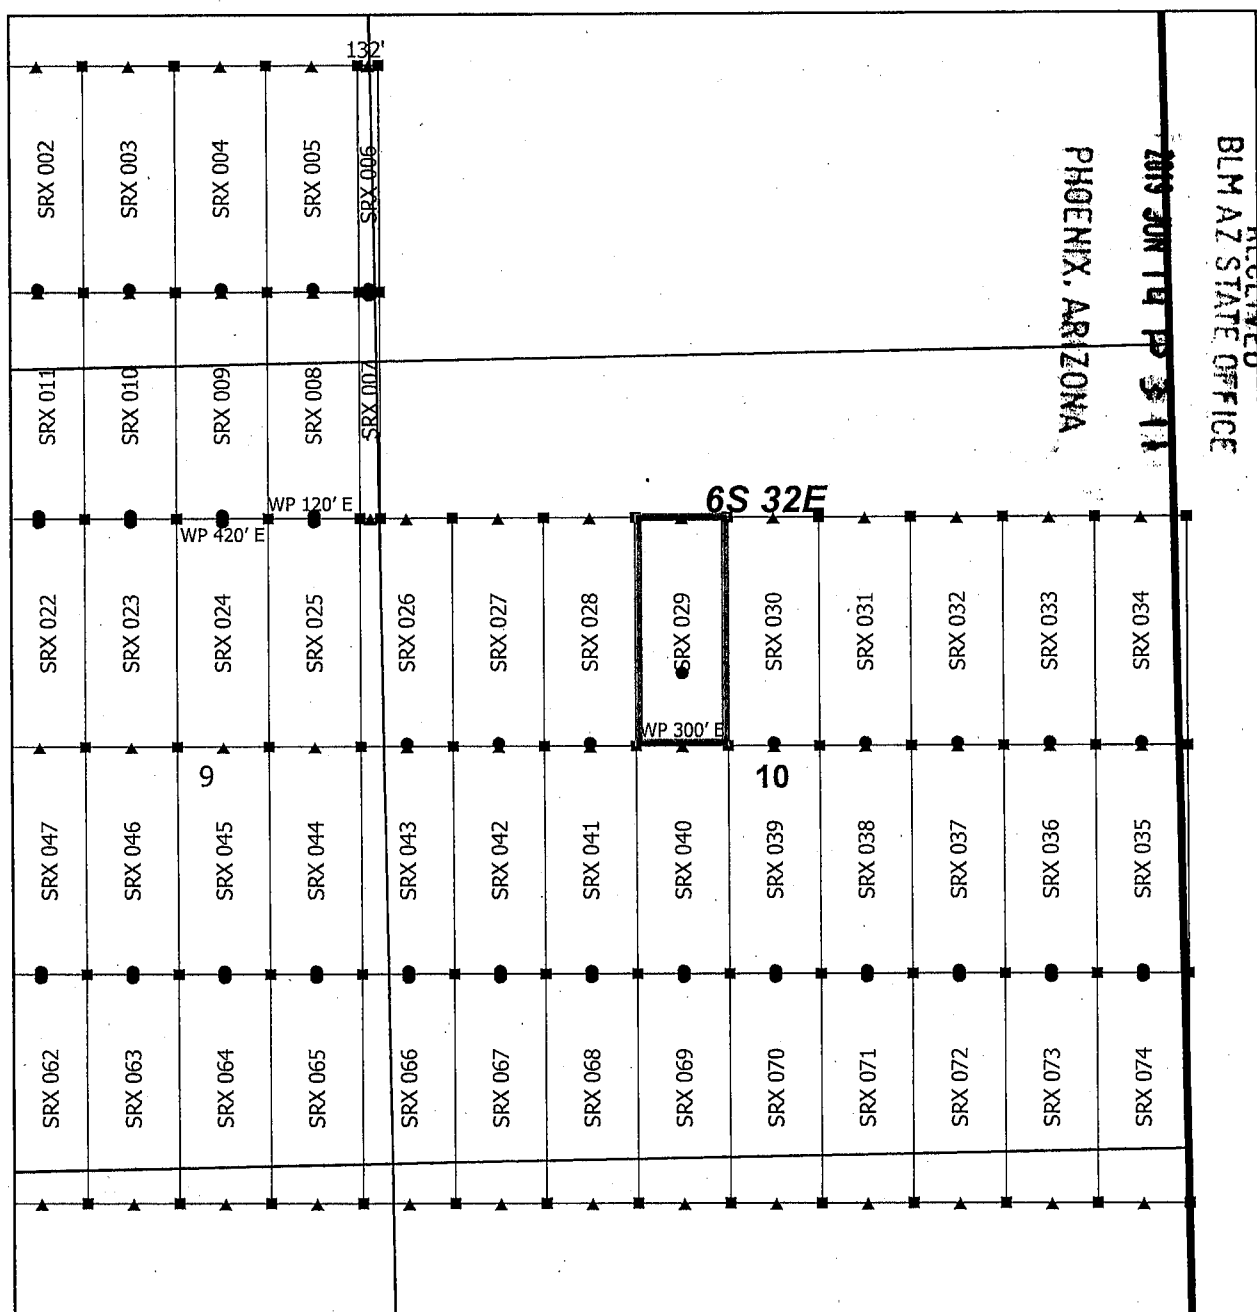 132'
SRX 002
SRX 003
SRX 004
SRX 005
SRX 006
BLM AZ STATE OFFICE
PHOENIX, ARIZONA
SRX 011
SRX 010
SRX 009
SRX 008
SRX 007
6S 32E
WP 120' E
WP 420' E
SRX 022
SRX 023
SRX 024
SRX 025
SRX 026
SRX 027
SRX 028
SRX 029
SRX 030
SRX 031
SRX 032
SRX 033
SRX 034
WP 300' E
9
10
SRX 047
SRX 046
SRX 045
SRX 044
SRX 043
SRX 042
SRX 041
SRX 040
SRX 039
SRX 038
SRX 037
SRX 036
SRX 035
SRX 062
SRX 063
SRX 064
SRX 065
SRX 066
SRX 067
SRX 068
SRX 069
SRX 070
SRX 071
SRX 072
SRX 073
SRX 074